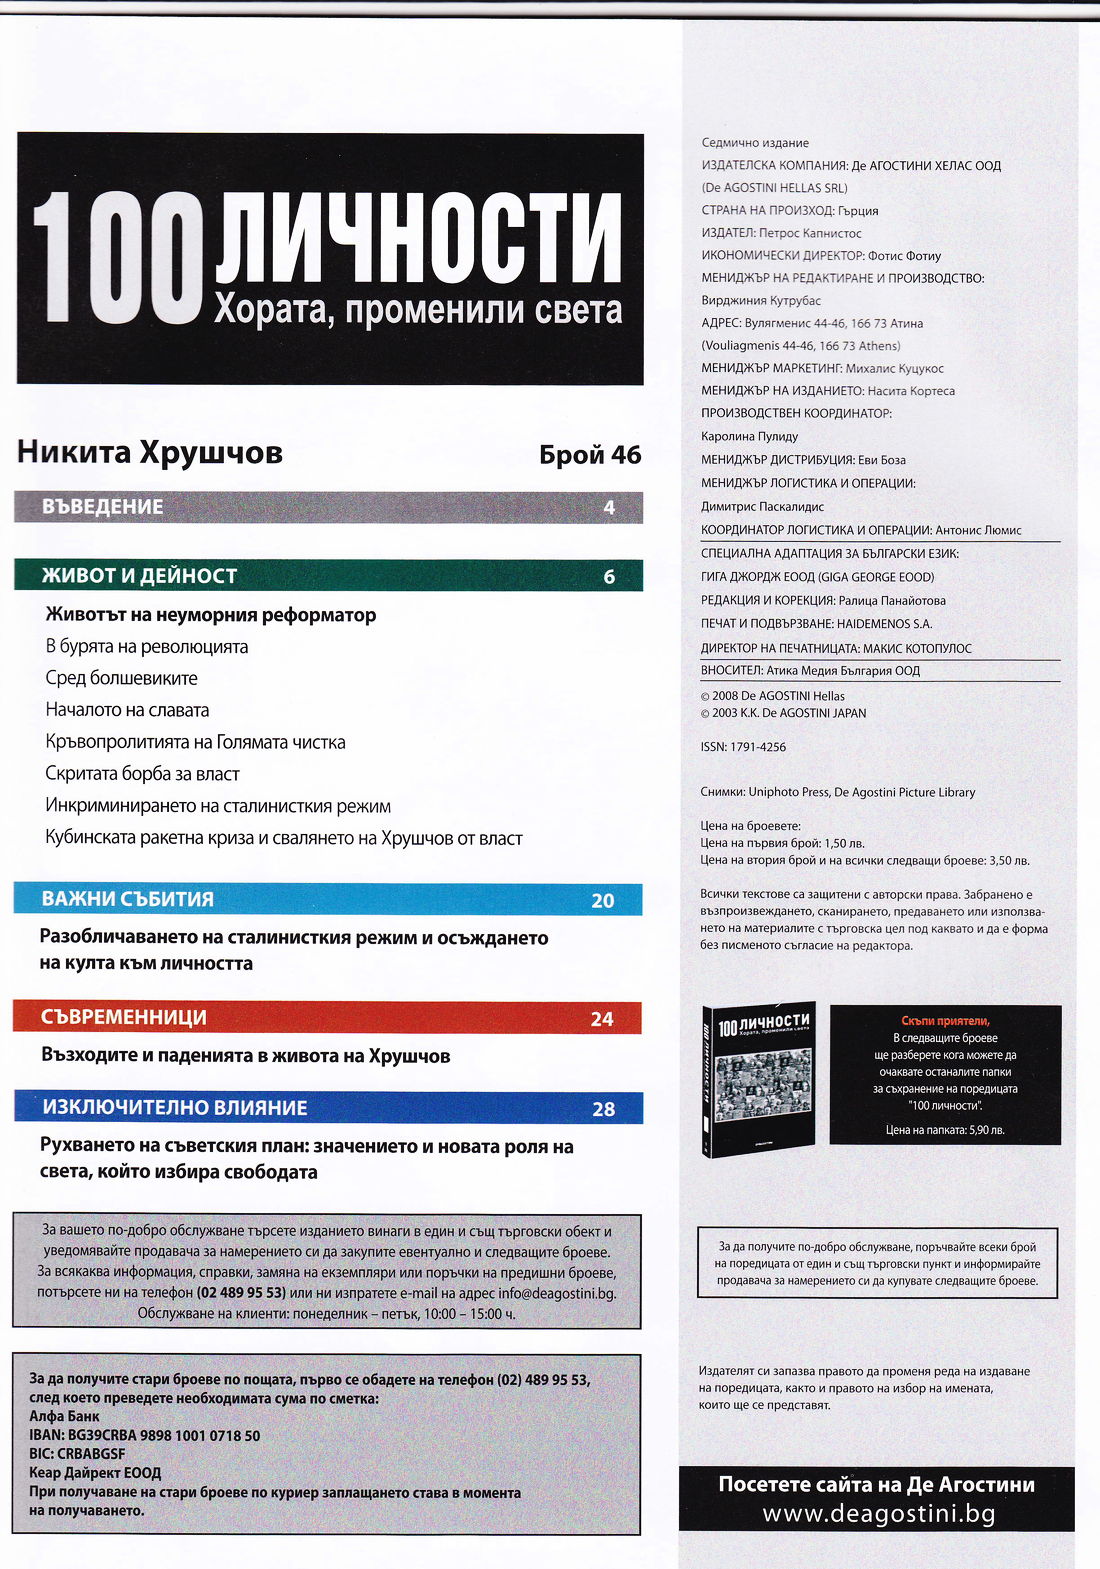 100 ЛИЧНОСТИ
Хората, променили света
Никита Хрушчов
Брой 46
ВЪВЕДЕНИЕ 4
ЖИВОТ И ДЕЙНОСТ 6
Животът на неуморния реформатор
В бурята на революцията
Сред болшевиките
Началото на славата
Кръвопролитията на Голямата чистка
Скритата борба за власт
Инкриминирането на сталинисткия режим
Кубинската ракетна криза и свалянето на Хрушчов от власт
ВАЖНИ СЪБИТИЯ 20
Разобличаването на сталинисткия режим и осъждането
на култа към личността
СЪВРЕМЕННИЦИ 24
Възходите и паденията в живота на Хрушчов
ИЗКЛЮЧИТЕЛНО ВЛИЯНИЕ 28
Рухването на съветския план: значението и новата роля на
света, който избира свободата
За вашето по-добро обслужване търсете изданието винаги в един и същ търговски обект и
уведомявайте продавача за намерението си да закупите евентуално и следващите броеве.
За всякаква информация, справки, замяна на екземпляри или поръчки на предишни броеве,
потърсете ни на телефон (02 489 95 53) или ни изпратете e-mail на адрес info@deagostini.bg.
Обслужване на клиенти: понеделник – петък, 10:00 – 15:00 ч.
За да получите стари броеве по пощата, първо се обадете на телефон (02) 489 95 53,
след което преведете необходимата сума по сметка:
Алфа Банк
IBAN: BG39CRBA 9898 1001 0718 50
BIC: CRBABGSF
Кеар Дайрект ЕООД
При получаване на стари броеве по куриер заплащането става в момента
на получаването.
Седмично издание
ИЗДАТЕЛСКА КОМПАНИЯ: Де АГОСТИНИ ХЕЛАС ООД
(De AGOSTINI HELLAS SRL)
СТРАНА НА ПРОИЗХОД: Гърция
ИЗДАТЕЛ: Петрос Капнистос
ИКОНОМИЧЕСКИ ДИРЕКТОР: Фотис Фотиу
МЕНИДЖЪР НА РЕДАКТИРАНЕ И ПРОИЗВОДСТВО:
Вирджиния Кутрубас
АДРЕС: Вулягменис 44-46, 166 73 Атина
(Vouliagmenis 44-46, 166 73 Athens)
МЕНИДЖЪР МАРКЕТИНГ: Михалис Куцукос
МЕНИДЖЪР НА ИЗДАНИЕТО: Насита Кортеса
ПРОИЗВОДСТВЕН КООРДИНАТОР:
Каролина Пулиду
МЕНИДЖЪР ДИСТРИБУЦИЯ: Еви Боза
МЕНИДЖЪР ЛОГИСТИКА И ОПЕРАЦИИ:
Димитрис Паскалидис
КООРДИНАТОР ЛОГИСТИКА И ОПЕРАЦИИ: Антонис Люмис
СПЕЦИАЛНА АДАПТАЦИЯ ЗА БЪЛГАРСКИ ЕЗИК:
ГИГА ДЖОРДЖ ЕООД (GIGA GEORGE EOOD)
РЕДАКЦИЯ И КОРЕКЦИЯ: Ралица Панайотова
ПЕЧАТ И ПОДВЪРЗВАНЕ: HAIDEMENOS S.A.
ДИРЕКТОР НА ПЕЧАТНИЦАТА: МАКИС КОТОПУЛОС
ВНОСИТЕЛ: Атика Медия България ООД
© 2008 De AGOSTINI Hellas
© 2003 K.K. De AGOSTINI JAPAN
ISSN: 1791-4256
Снимки: Uniphoto Press, De Agostini Picture Library
Цена на броевете:
Цена на първия брой: 1,50 лв.
Цена на втория брой и на всички следващи броеве: 3,50 лв.
Всички текстове са защитени с авторски права. Забранено е
възпроизвеждането, сканирането, предаването или използва-
нето на материалите с търговска цел под каквато и да е форма
без писменото съгласие на редактора.
100 ЛИЧНОСТИ
Хората, променили света
100 ЛИЧНОСТИ
DeAGOSTINI
Скъпи приятели,
В следващите броеве
ще разберете кога можете да
очаквате останалите папки
за съхранение на поредицата
"100 личности".
Цена на папката: 5,90 лв.
За да получите по-добро обслужване, поръчвайте всеки брой
на поредицата от един и същ търговски пункт и информирайте
продавача за намерението си да купувате следващите броеве.
Издателят си запазва правото да променя реда на издаване
на поредицата, както и правото на избор на имената,
които ще се представят.
Посетете сайта на Де Агостини
www.deagostini.bg